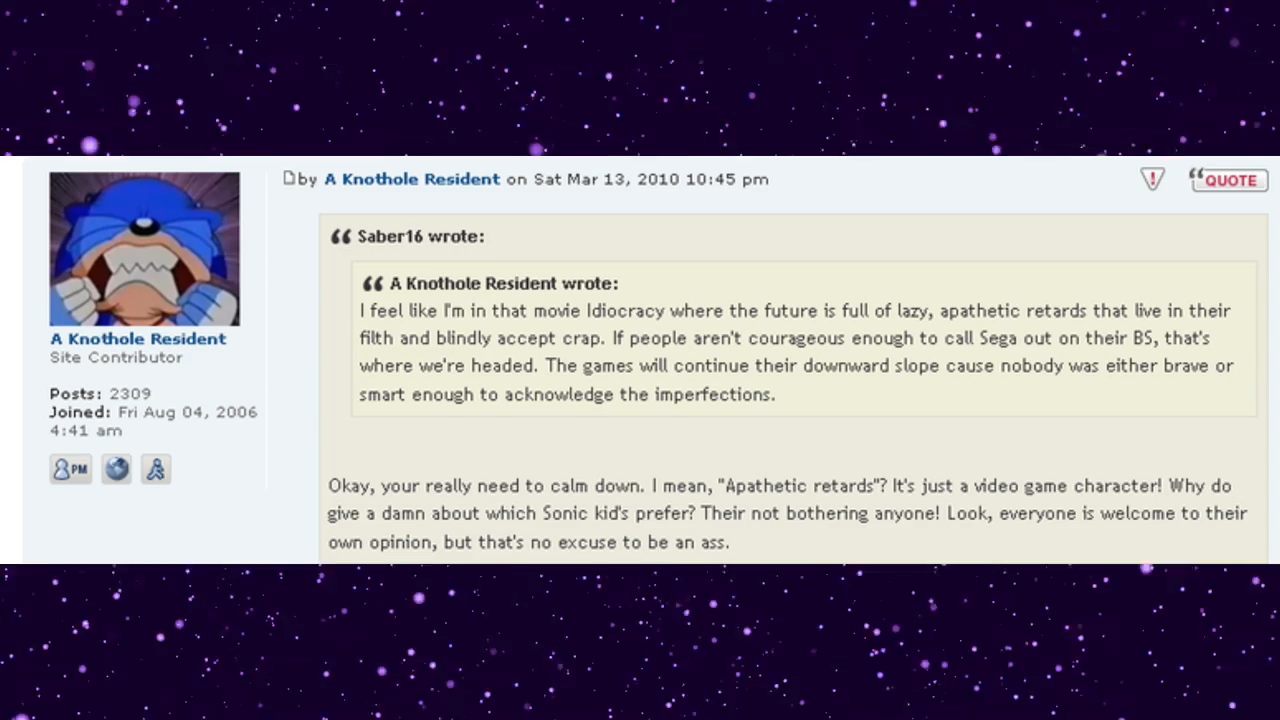 by A Knothole Resident on Sat Mar 13, 2010 10:45 pm
! QUOTE
A Knothole Resident
Site Contributor
Posts: 2309
Joined: Fri Aug 04, 2006
4:41 am
PM
Saber16 wrote:
A Knothole Resident wrote:
I feel like I'm in that movie Idiocracy where the future is full of lazy, apathetic retards that live in their
filth and blindly accept crap. If people aren't courageous enough to call Sega out on their BS, that's
where we're headed. The games will continue their downward slope cause nobody was either brave or
smart enough to acknowledge the imperfections.
Okay, your really need to calm down. I mean, "Apathetic retards"? It's just a video game character! Why do
give a damn about which Sonic kid's prefer? Their not bothering anyone! Look, everyone is welcome to their
own opinion, but that's no excuse to be an ass.